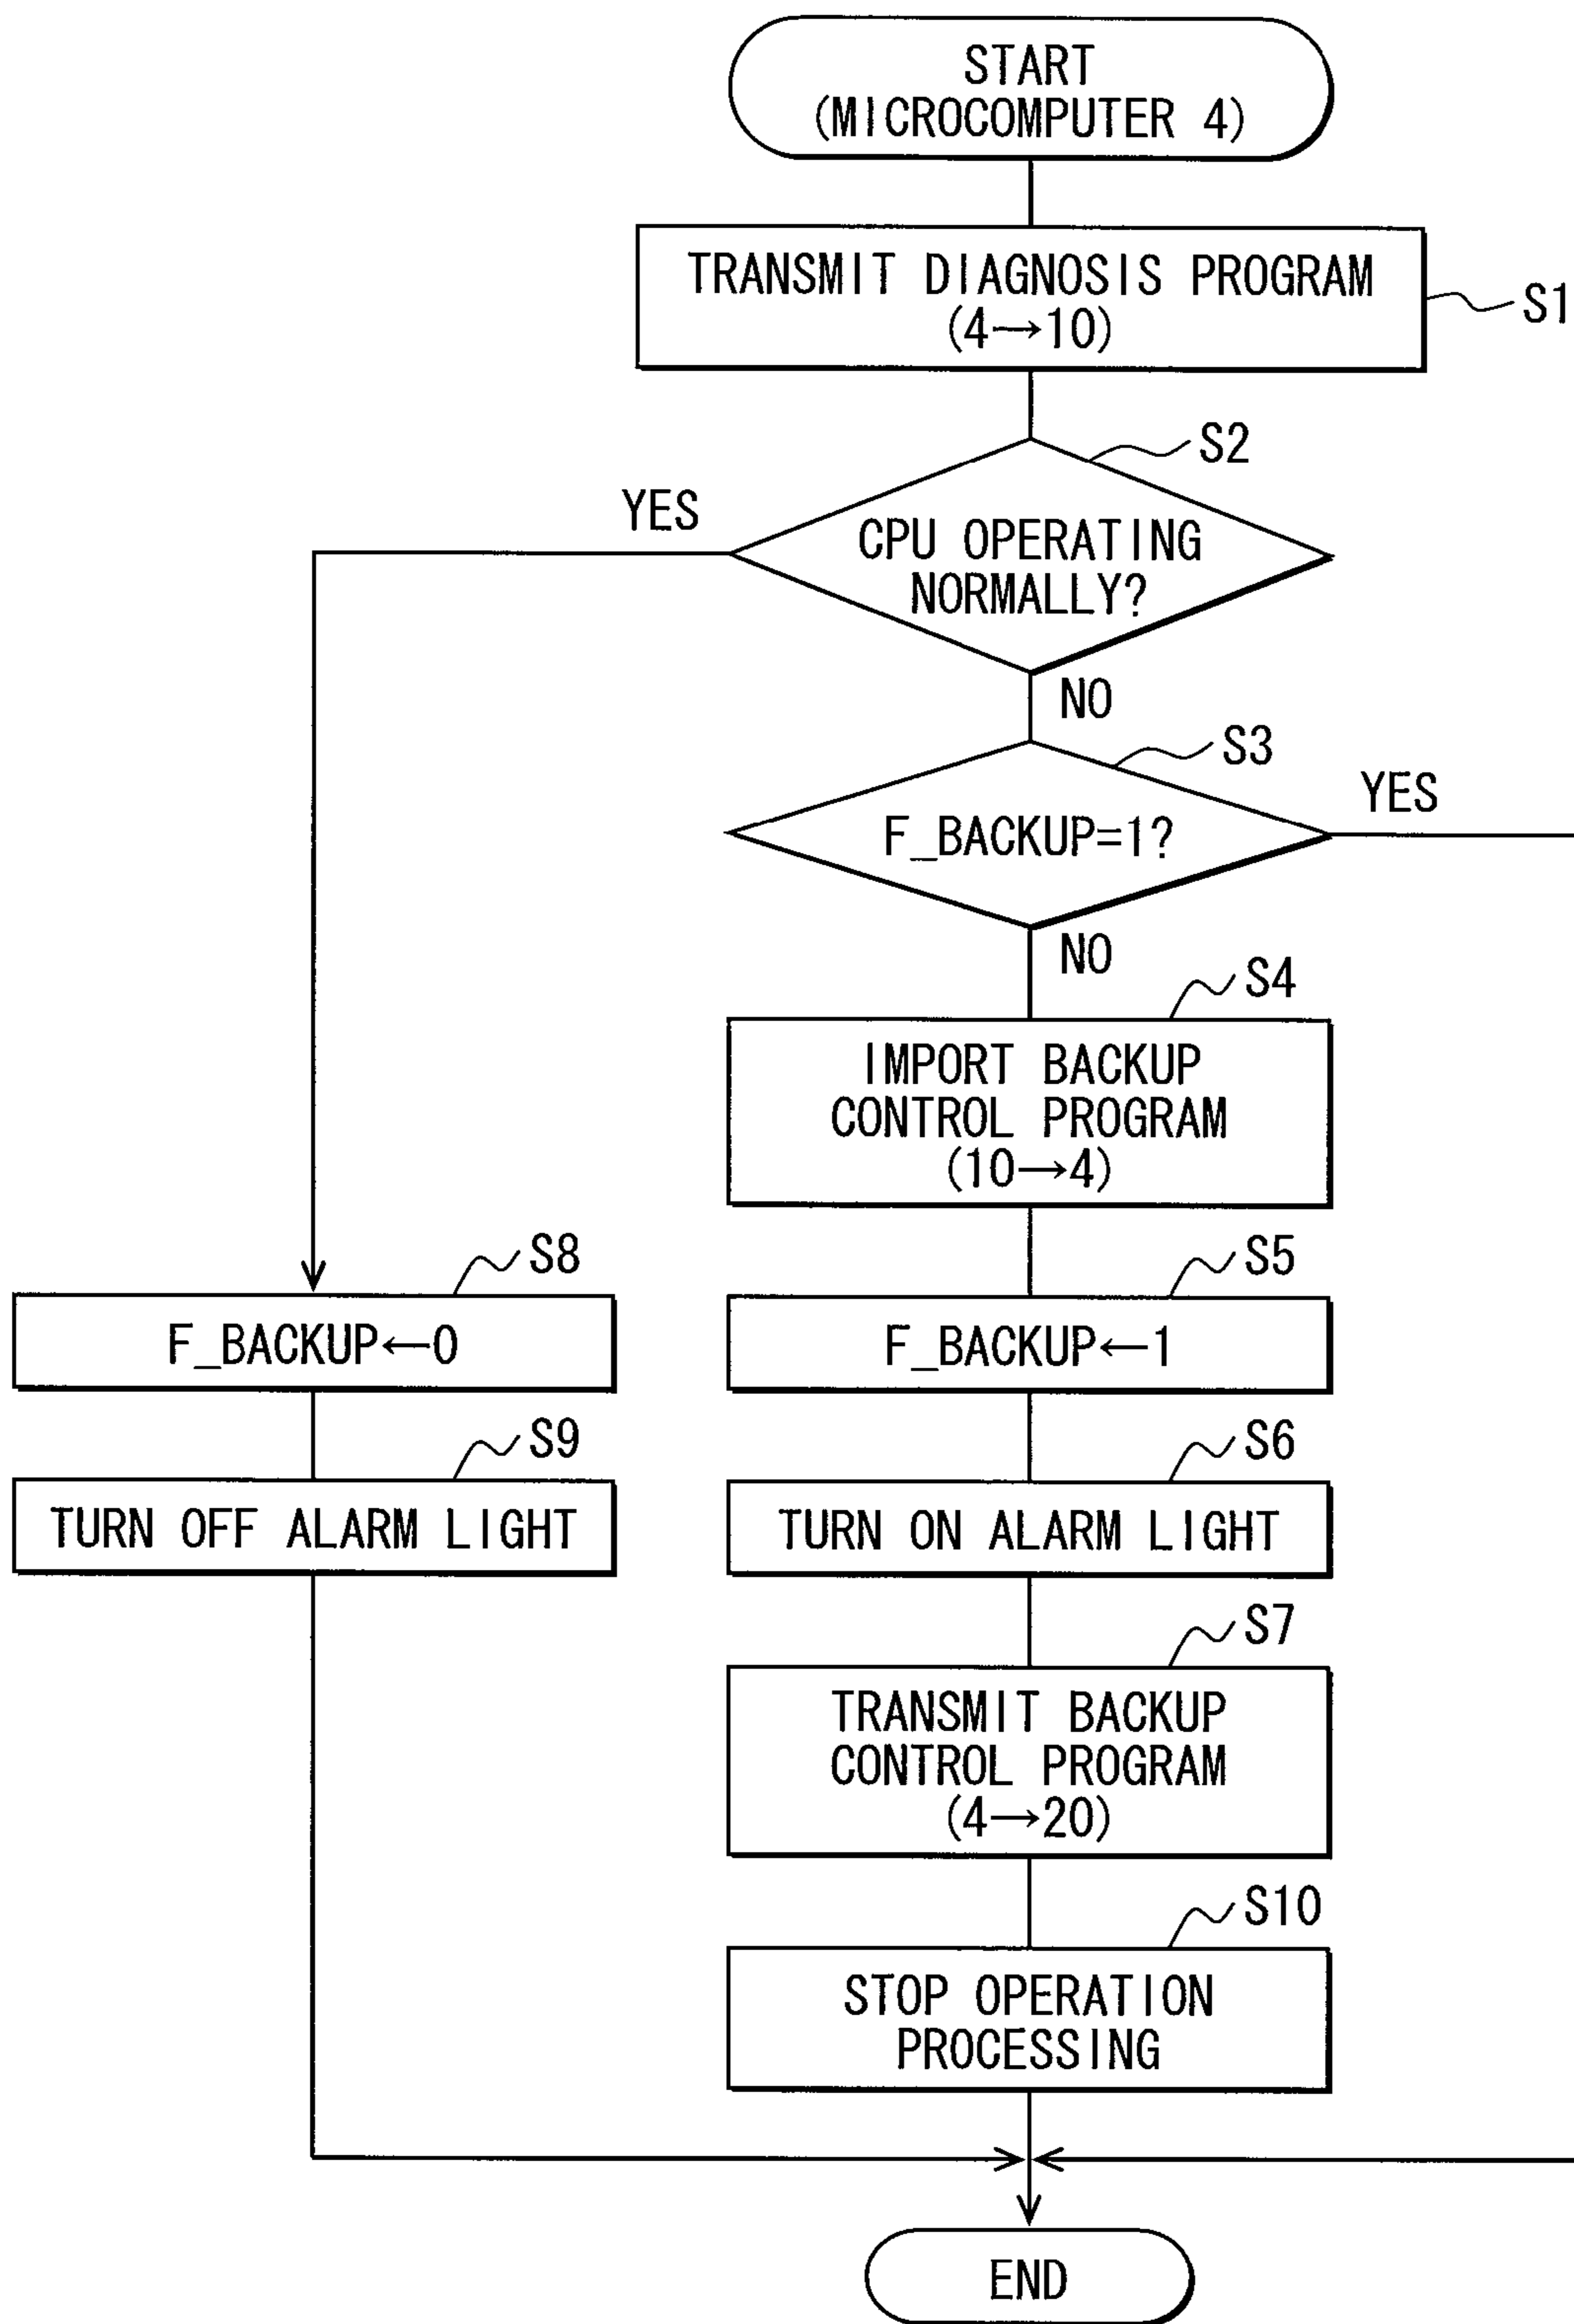 START
(MICROCOMPUTER 4)
TRANSMIT DIAGNOSIS PROGRAM
(4→10)
S1
S2
YES
CPU OPERATING
NORMALLY?
NO
S3
YES
F_BACKUP=1?
NO
S4
IMPORT BACKUP
CONTROL PROGRAM
(10→4)
S8
S5
F_BACKUP←0
F_BACKUP←1
S9
S6
TURN OFF ALARM LIGHT
TURN ON ALARM LIGHT
S7
TRANSMIT BACKUP
CONTROL PROGRAM
(4→20)
S10
STOP OPERATION
PROCESSING
END